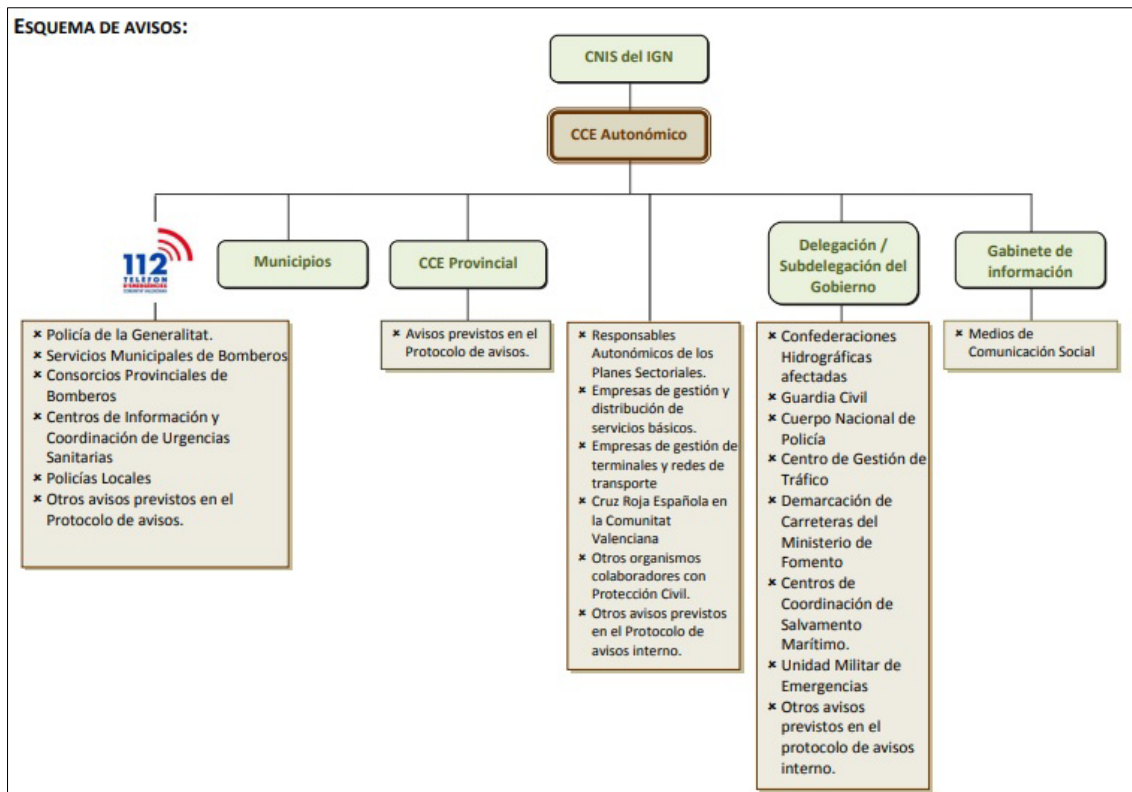 ESQUEMA DE AVISOS:
CNIS del IGN
CCE Autonómico
112
TELÈFON
D'EMERGÈNCIES
COMUNITAT VALENCIANA
Municipios
CCE Provincial
Delegación /
Subdelegación del
Gobierno
Gabinete de
información
× Policía de la Generalitat.
× Servicios Municipales de Bomberos
× Consorcios Provinciales de
Bomberos
× Centros de Información y
Coordinación de Urgencias
Sanitarias
× Policías Locales
× Otros avisos previstos en el
Protocolo de avisos.
× Avisos previstos en el
Protocolo de avisos.
× Responsables
Autonómicos de los
Planes Sectoriales.
× Empresas de gestión y
distribución de
servicios básicos.
× Empresas de gestión de
terminales y redes de
transporte
× Cruz Roja Española en
la Comunitat
Valenciana
× Otros organismos
colaboradores con
Protección Civil.
× Otros avisos previstos
en el Protocolo de
avisos interno.
× Confederaciones
Hidrográficas
afectadas
× Guardia Civil
× Cuerpo Nacional de
Policía
× Centro de Gestión de
Tráfico
× Demarcación de
Carreteras del
Ministerio de
Fomento
× Centros de
Coordinación de
Salvamento
Marítimo.
× Unidad Militar de
Emergencias
× Otros avisos
previstos en el
protocolo de avisos
interno.
× Medios de
Comunicación Social